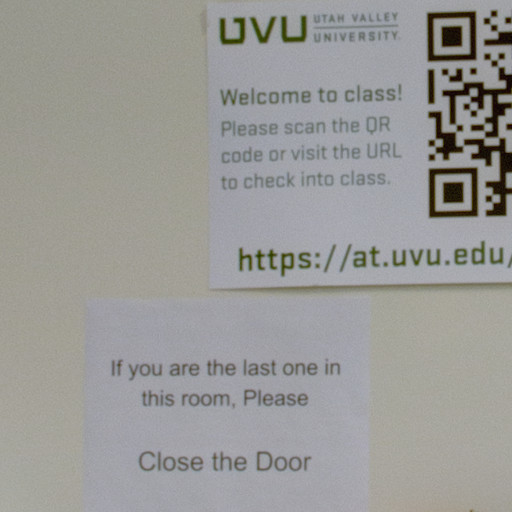 UVU UTAH VALLEY
UNIVERSITY.
Welcome to class!
Please scan the QR
code or visit the URL
to check into class.
https://at.uvu.edu/
If you are the last one in
this room, Please
Close the Door